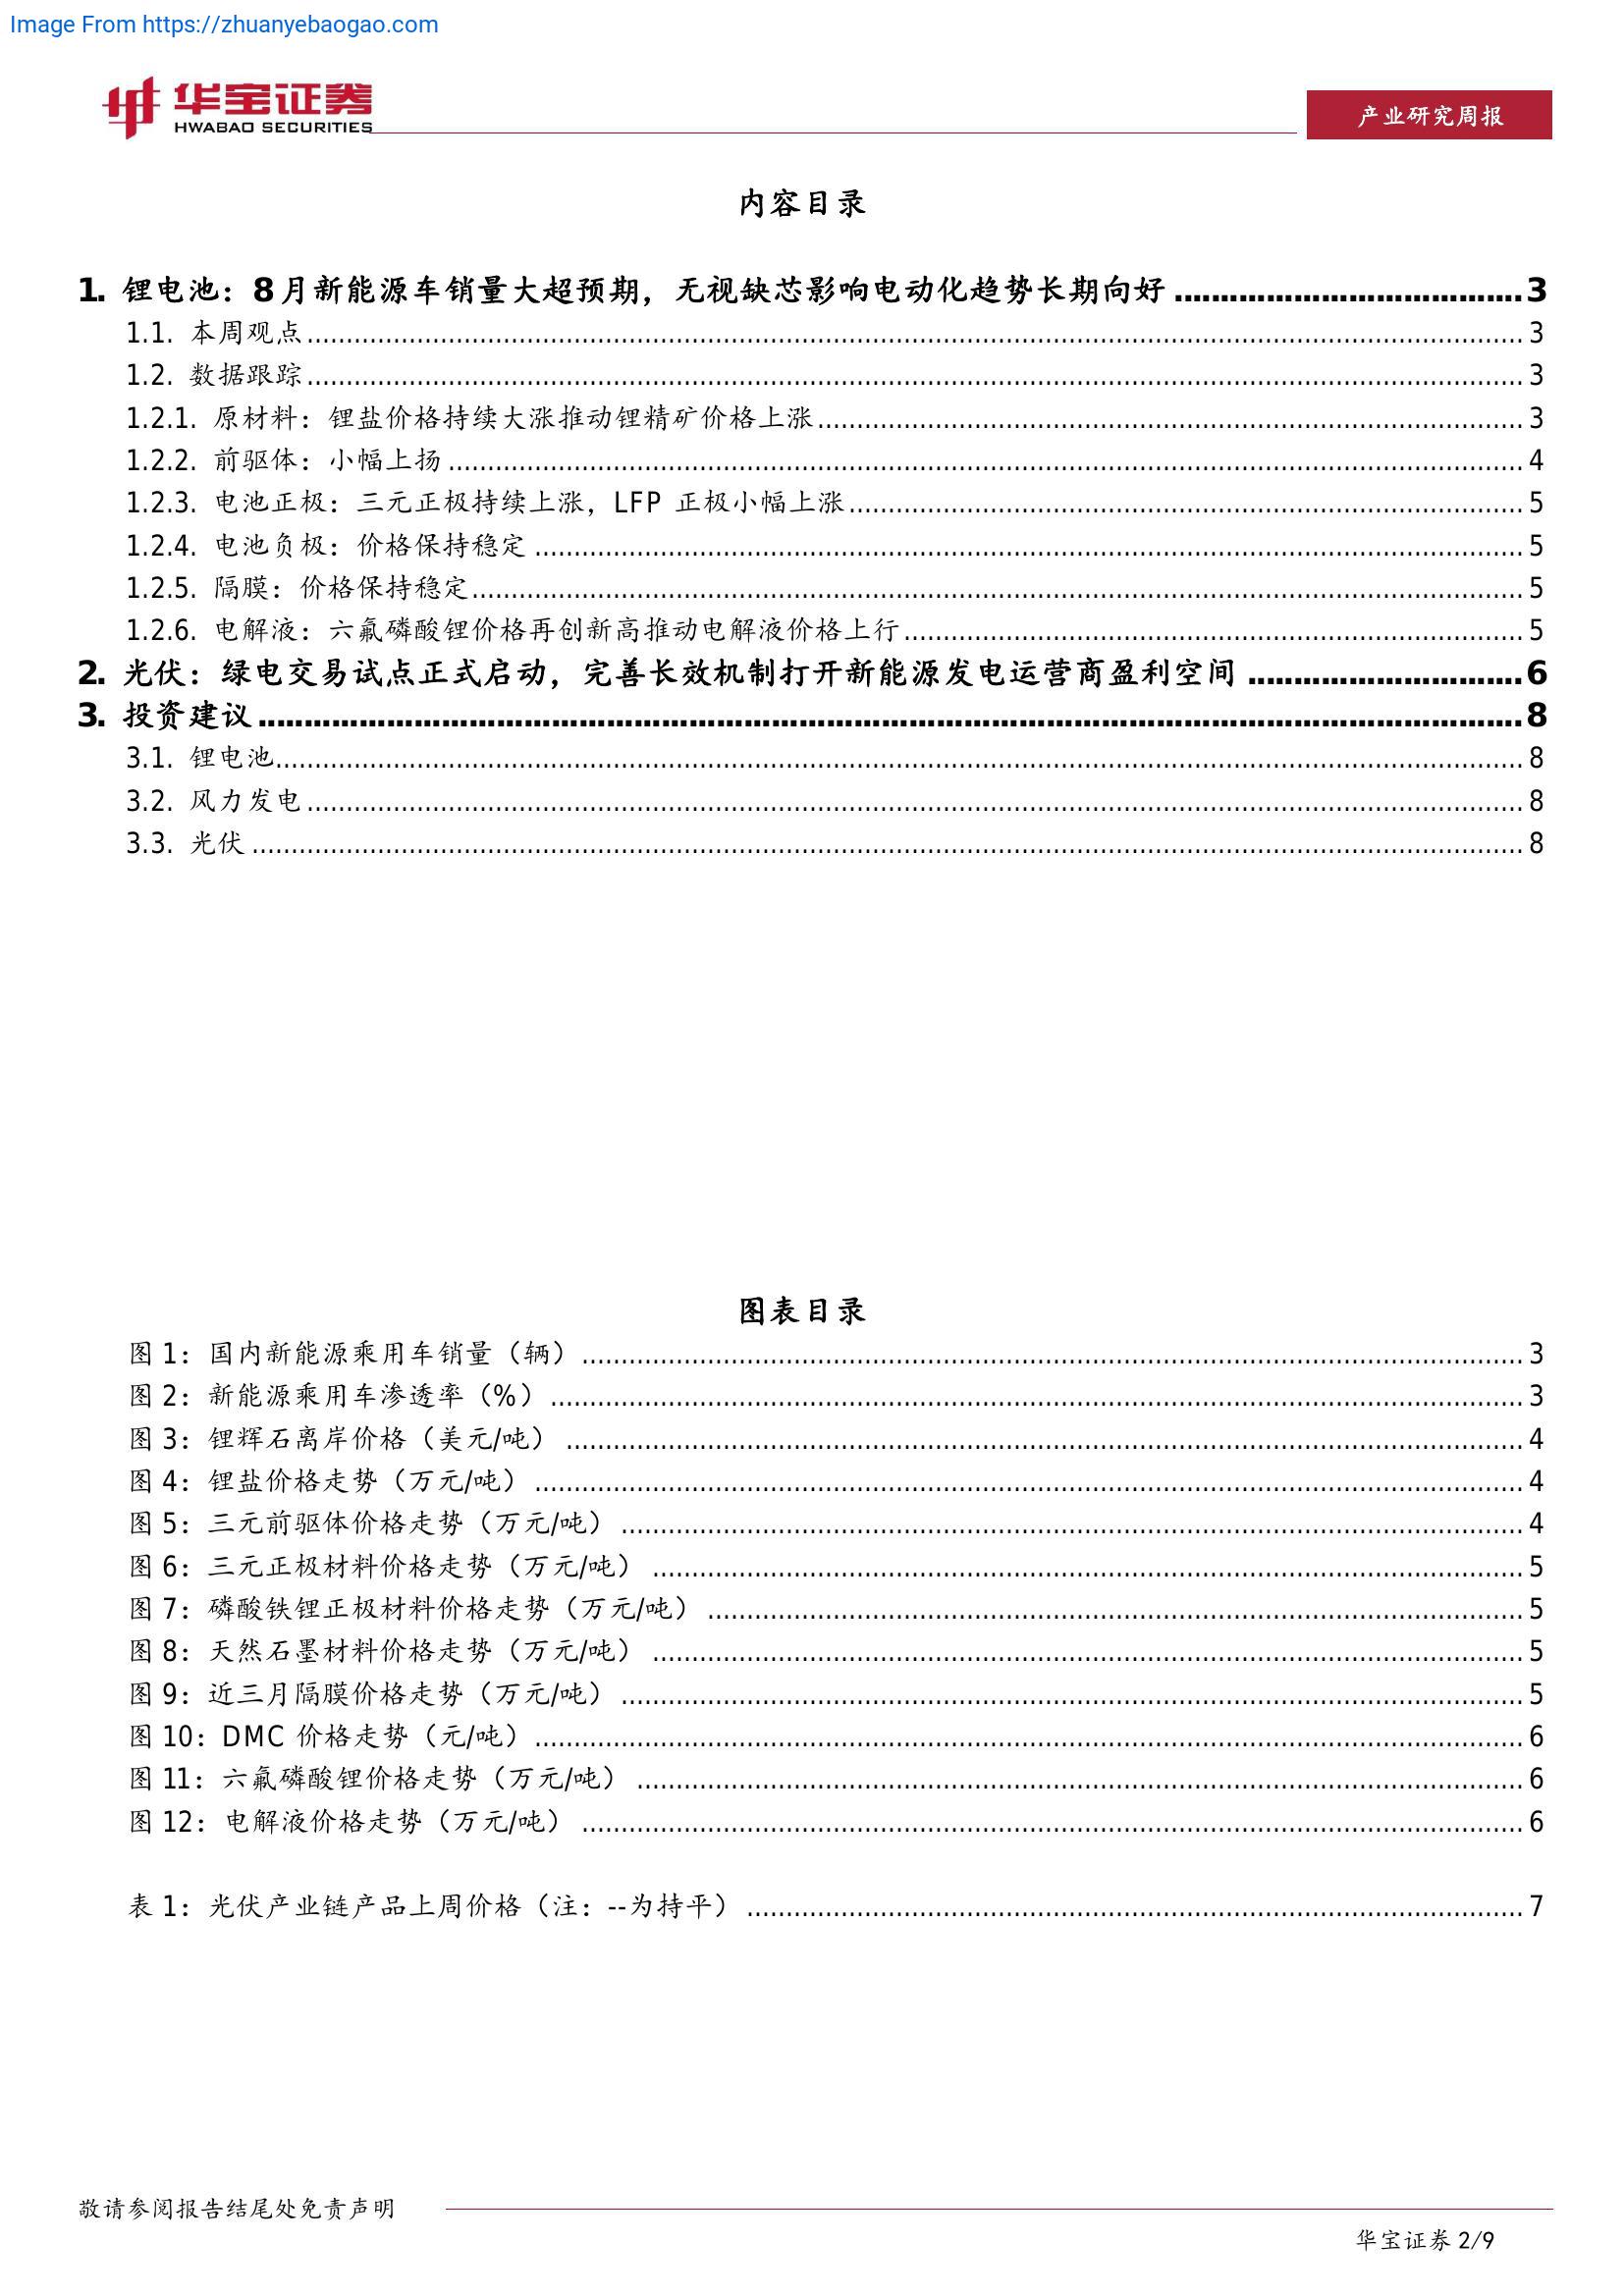 Image From https://zhuanyebaogao.com
华宝证券
HWABAO SECURITIES
产业研究周报
内容目录
1. 锂电池：8月新能源车销量大超预期，无视缺芯影响电动化趋势长期向好 3
1.1. 本周观点 3
1.2. 数据跟踪 3
1.2.1. 原材料：锂盐价格持续大涨推动锂精矿价格上涨 3
1.2.2. 前驱体：小幅上扬 4
1.2.3. 电池正极：三元正极持续上涨，LFP 正极小幅上涨 5
1.2.4. 电池负极：价格保持稳定 5
1.2.5. 隔膜：价格保持稳定 5
1.2.6. 电解液：六氟磷酸锂价格再创新高推动电解液价格上行 5
2. 光伏：绿电交易试点正式启动，完善长效机制打开新能源发电运营商盈利空间 6
3. 投资建议 8
3.1. 锂电池 8
3.2. 风力发电 8
3.3. 光伏 8
图表目录
图 1：国内新能源乘用车销量（辆） 3
图 2：新能源乘用车渗透率（%） 3
图 3：锂辉石离岸价格（美元/吨） 4
图 4：锂盐价格走势（万元/吨） 4
图 5：三元前驱体价格走势（万元/吨） 4
图 6：三元正极材料价格走势（万元/吨） 5
图 7：磷酸铁锂正极材料价格走势（万元/吨） 5
图 8：天然石墨材料价格走势（万元/吨） 5
图 9：近三月隔膜价格走势（万元/吨） 5
图 10：DMC 价格走势（元/吨） 6
图 11：六氟磷酸锂价格走势（万元/吨） 6
图 12：电解液价格走势（万元/吨） 6
表 1：光伏产业链产品上周价格（注：--为持平） 7
敬请参阅报告结尾处免责声明
华宝证券 2/9